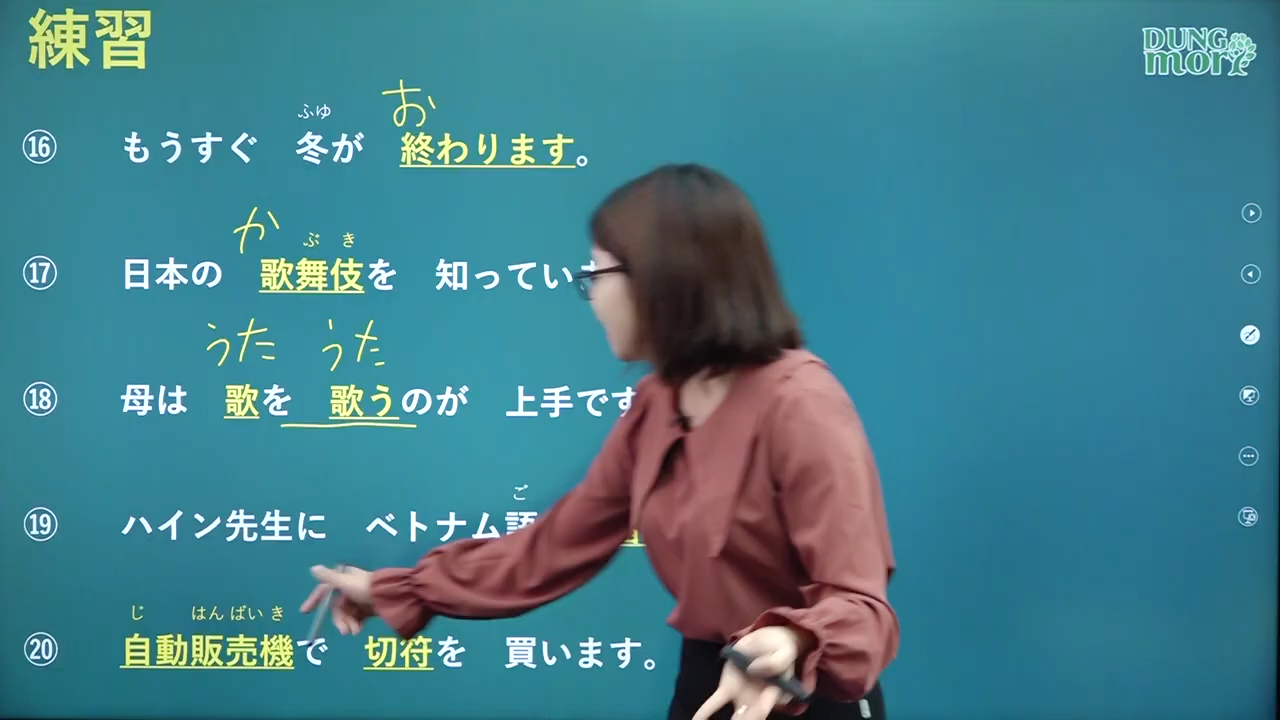 練習
DUNG
mori
お
ふゆ
⑯ もうすぐ 冬が 終わります。
か
ぶ き
⑰ 日本の 歌舞伎を 知ってい
うた うた
⑱ 母は 歌を 歌うのが 上手です
ご
⑲ ハイン先生に ベトナム語
じ はんばいき
⑳ 自動販売機で 切符を 買います。